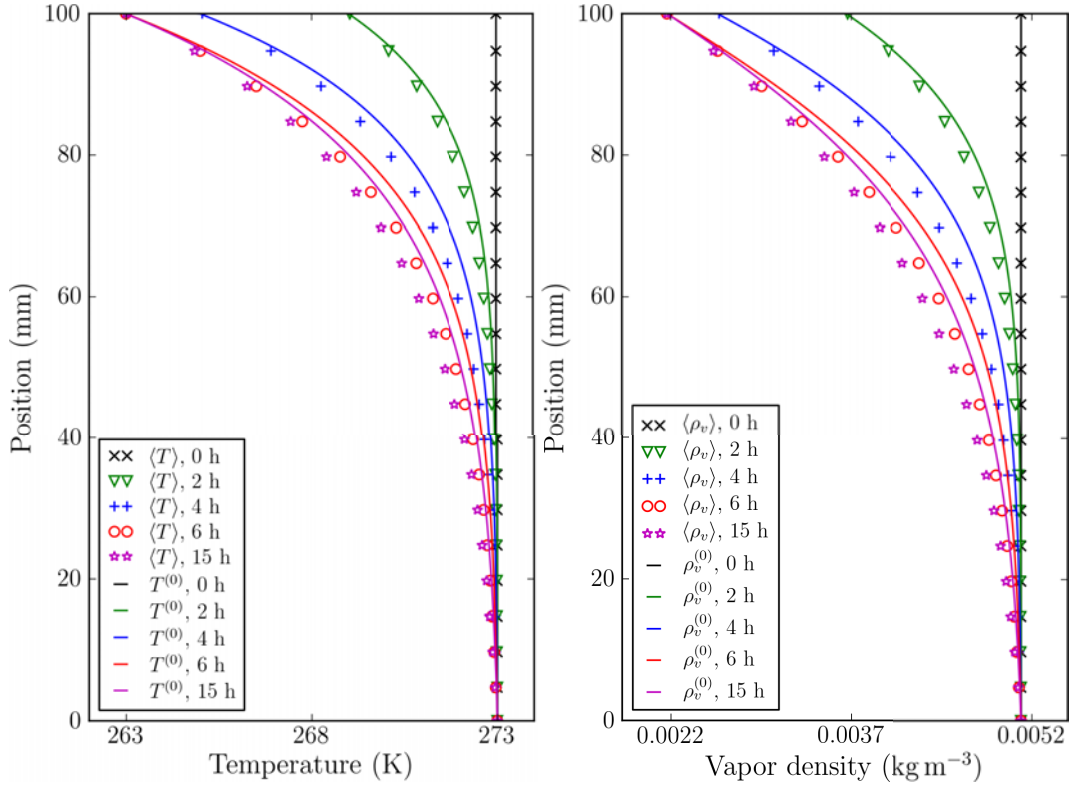 100
80
60
40
20
0
Position (mm)
⟨T⟩, 0 h
⟨T⟩, 2 h
⟨T⟩, 4 h
⟨T⟩, 6 h
⟨T⟩, 15 h
T⁽⁰⁾, 0 h
T⁽⁰⁾, 2 h
T⁽⁰⁾, 4 h
T⁽⁰⁾, 6 h
T⁽⁰⁾, 15 h
263 268 273
Temperature (K)
100
80
60
40
20
0
Position (mm)
⟨ρᵥ⟩, 0 h
⟨ρᵥ⟩, 2 h
⟨ρᵥ⟩, 4 h
⟨ρᵥ⟩, 6 h
⟨ρᵥ⟩, 15 h
ρᵥ⁽⁰⁾, 0 h
ρᵥ⁽⁰⁾, 2 h
ρᵥ⁽⁰⁾, 4 h
ρᵥ⁽⁰⁾, 6 h
ρᵥ⁽⁰⁾, 15 h
0.0022 0.0037 0.0052
Vapor density (kg m⁻³)